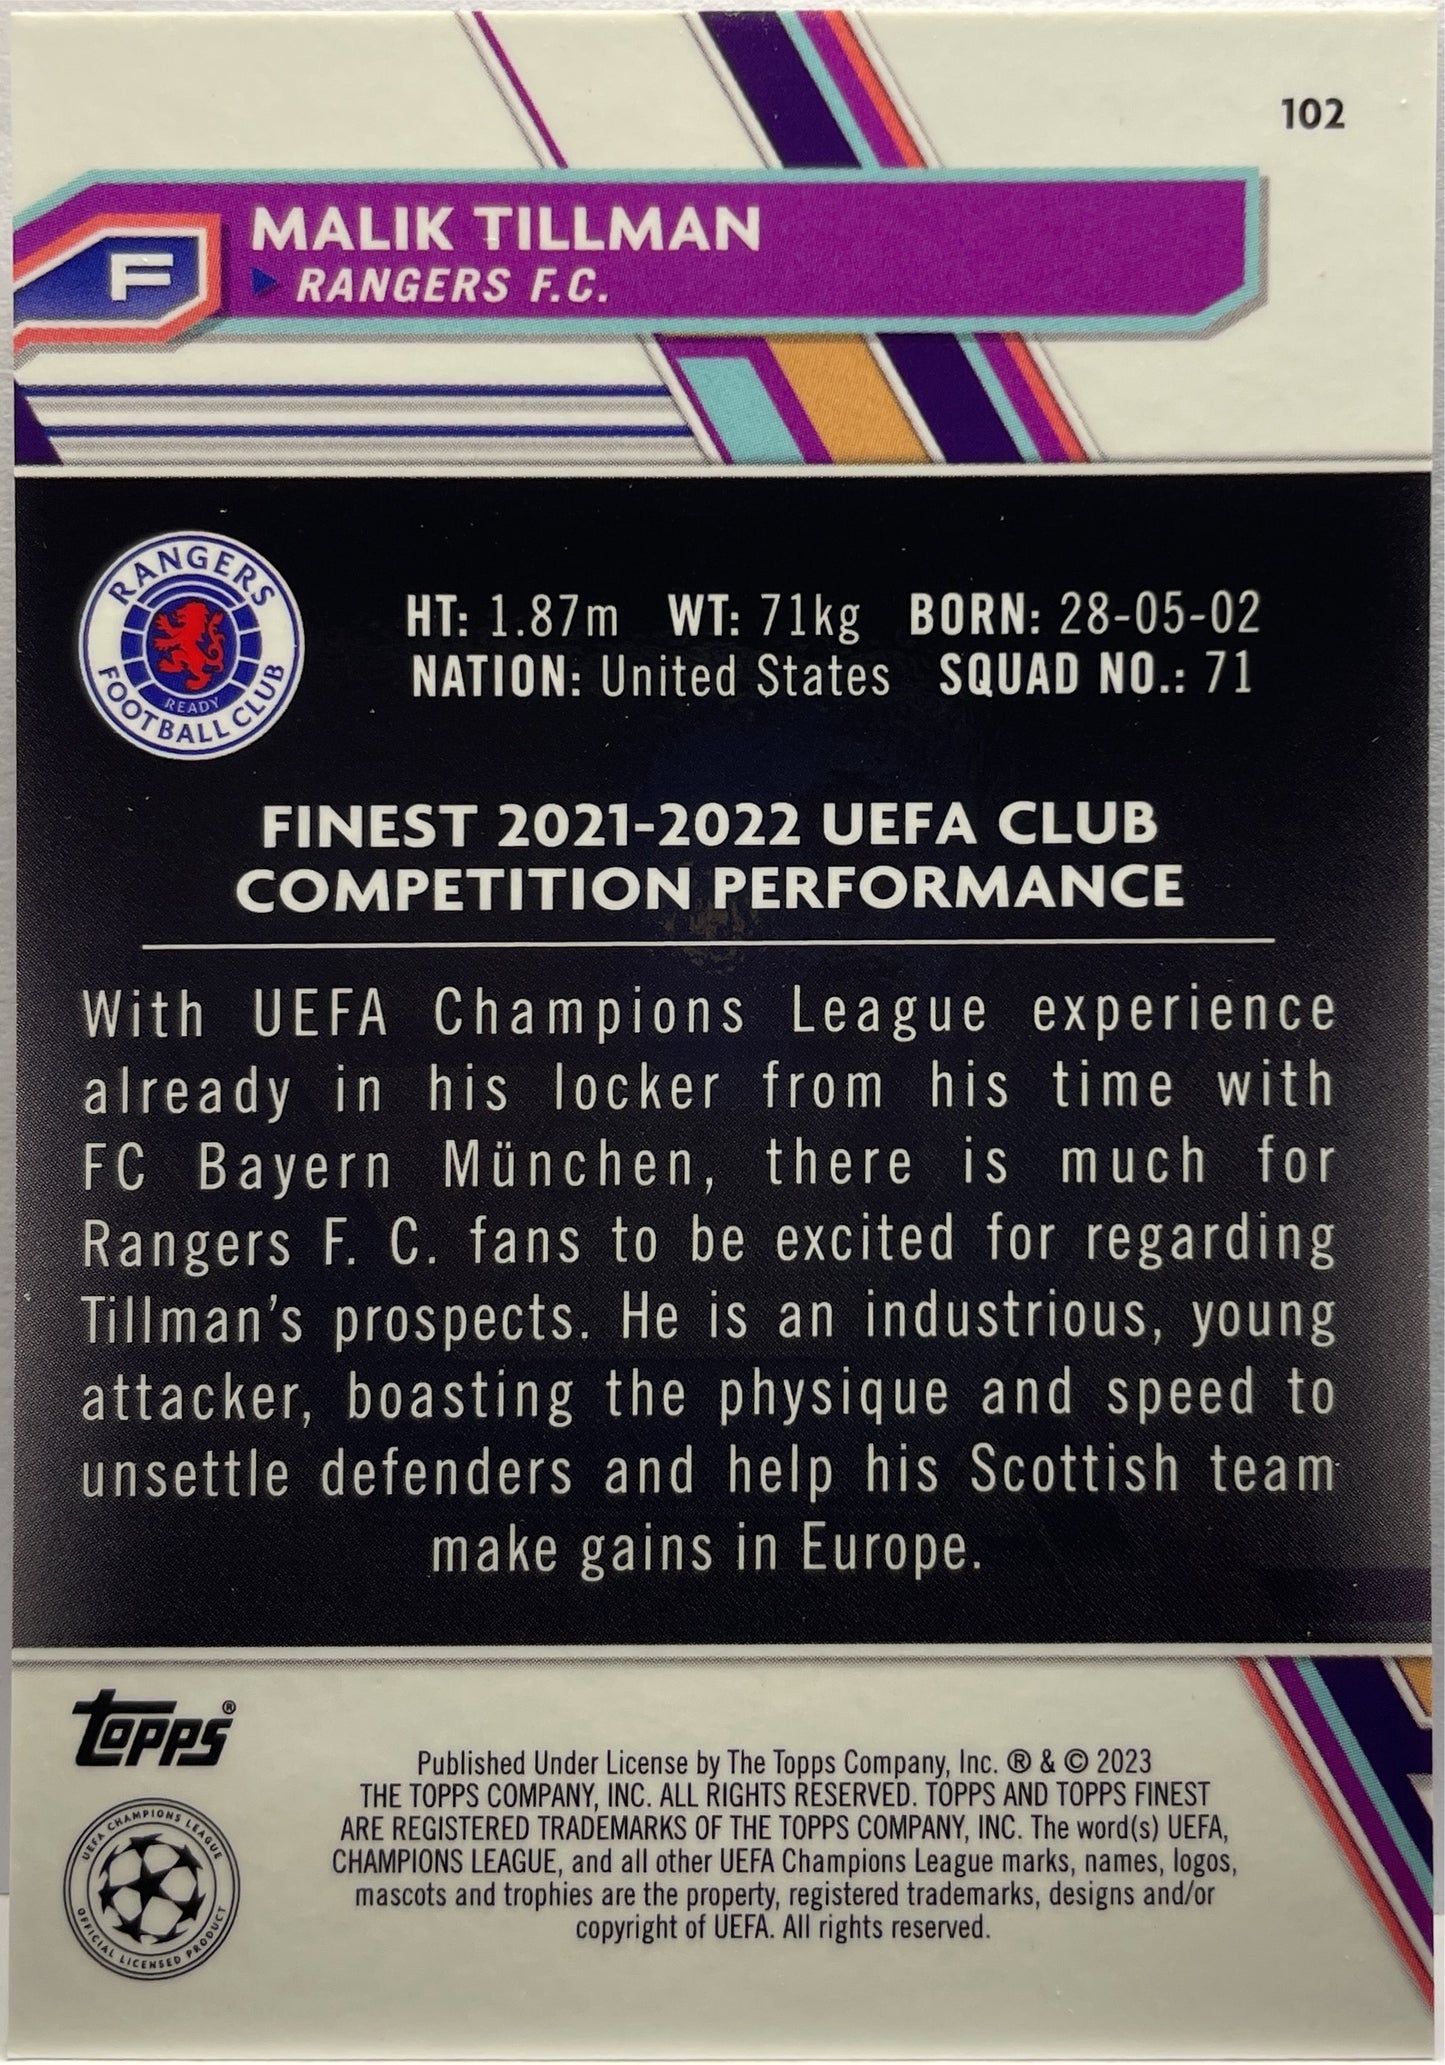 102
MALIK TILLMAN
F
RANGERS F.C.
RANGERS
FOOTBALL CLUB
READY
HT: 1.87m WT: 71kg BORN: 28-05-02
NATION: United States SQUAD NO.: 71
FINEST 2021-2022 UEFA CLUB
COMPETITION PERFORMANCE
With UEFA Champions League experience
already in his locker from his time with
FC Bayern München, there is much for
Rangers F. C. fans to be excited for regarding
Tillman's prospects. He is an industrious, young
attacker, boasting the physique and speed to
unsettle defenders and help his Scottish team
make gains in Europe.
Topps®
Published Under License by The Topps Company, Inc. ® & © 2023
THE TOPPS COMPANY, INC. ALL RIGHTS RESERVED. TOPPS AND TOPPS FINEST
ARE REGISTERED TRADEMARKS OF THE TOPPS COMPANY, INC. The word(s) UEFA,
CHAMPIONS LEAGUE, and all other UEFA Champions League marks, names, logos,
mascots and trophies are the property, registered trademarks, designs and/or
copyright of UEFA. All rights reserved.
UEFA CHAMPIONS LEAGUE
OFFICIAL LICENSED PRODUCT